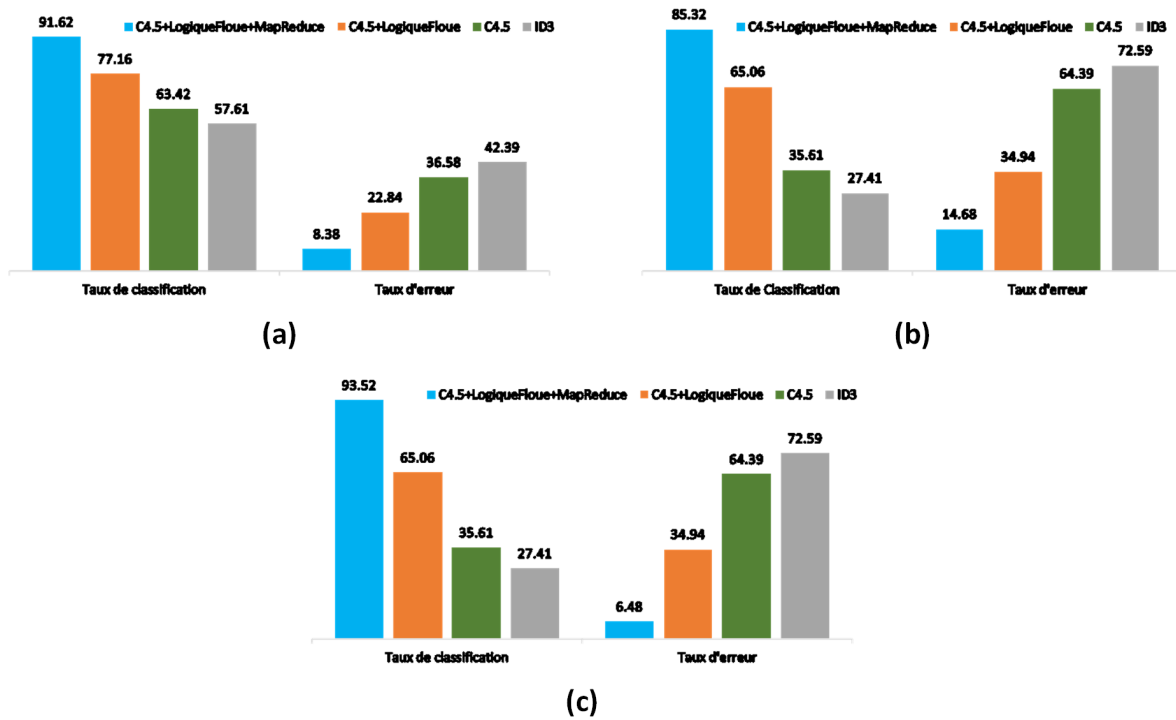 91.62
C4.5+LogiqueFloue+MapReduce C4.5+LogiqueFloue C4.5 ID3
77.16
63.42
57.61
42.39
36.58
22.84
8.38
Taux de classification Taux d'erreur
(a)
85.32
C4.5+LogiqueFloue+MapReduce C4.5+LogiqueFloue C4.5 ID3
72.59
65.06
64.39
35.61
34.94
27.41
14.68
Taux de Classification Taux d'erreur
(b)
93.52
C4.5+LogiqueFloue+MapReduce C4.5+LogiqueFloue C4.5 ID3
72.59
65.06
64.39
35.61
34.94
27.41
6.48
Taux de classification Taux d'erreur
(c)